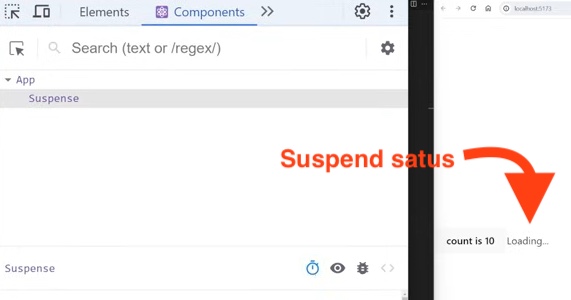 Elements
Components
localhost:5173
Search (text or /regex/)
App
Suspense
Suspend satus
count is 10
Loading...
Suspense